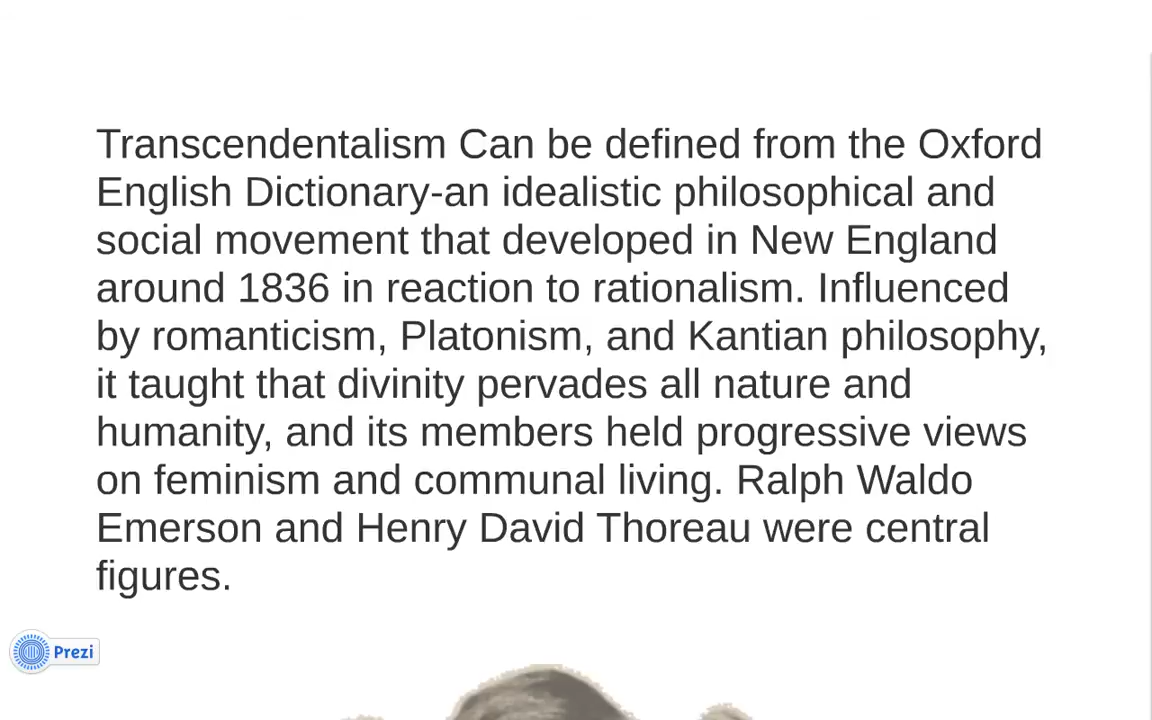 Transcendentalism Can be defined from the Oxford
English Dictionary-an idealistic philosophical and
social movement that developed in New England
around 1836 in reaction to rationalism. Influenced
by romanticism, Platonism, and Kantian philosophy,
it taught that divinity pervades all nature and
humanity, and its members held progressive views
on feminism and communal living. Ralph Waldo
Emerson and Henry David Thoreau were central
figures.
Prezi